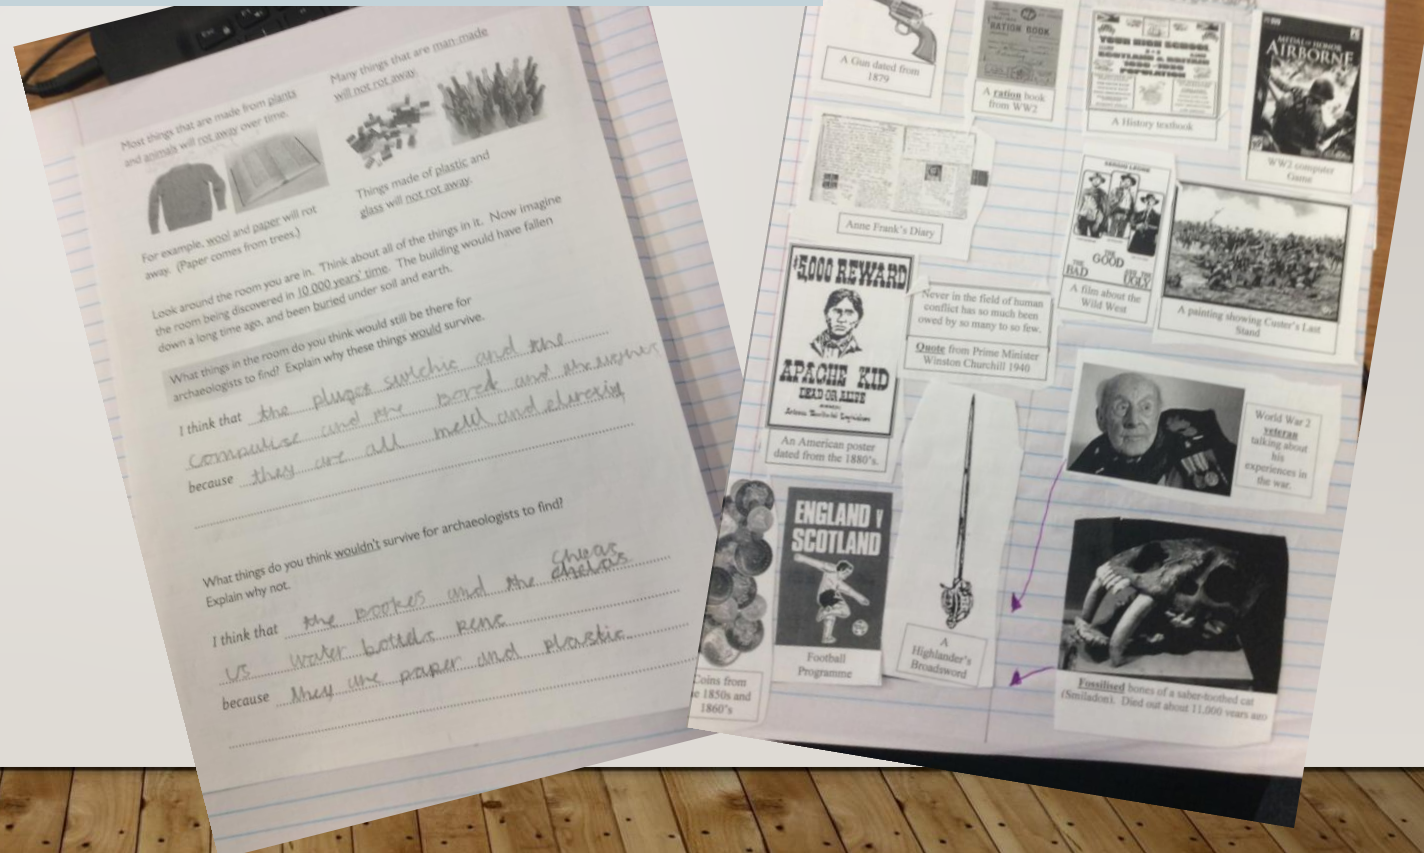 Most things that are made from plants
and animals will rot away over time.
Many things that are man-made
will not rot away.
For example, wool and paper will rot
away. (Paper comes from trees.)
Things made of plastic and
glass will not rot away.
Look around the room you are in. Think about all of the things in it. Now imagine
the room being discovered in 10 000 years' time. The building would have fallen
down a long time ago, and been buried under soil and earth.
What things in the room do you think would still be there for
archaeologists to find? Explain why these things would survive.
I think that the and the
and the Bored and
because they are all and
What things do you think wouldn't survive for archaeologists to find?
Explain why not.
I think that the bookes and the
us water pens
because they are paper and
A Gun dated from
1879
RATION BOOK
A ration book
from WW2
YOUR HIGH SCHOOL
A History textbook
MEDAL OF HONOR
AIRBORNE
WW2 computer
Game
Anne Frank's Diary
SERGIO LEONE
THE
GOOD
THE
BAD
AND THE
UGLY
A film about the
Wild West
A painting showing Custer's Last
Stand
$5,000 REWARD
APACHE KID
DEAD OR ALIVE
An American poster
dated from the 1880's.
Never in the field of human
conflict has so much been
owed by so many to so few.
Quote from Prime Minister
Winston Churchill 1940
World War 2
veteran
talking about
his
experiences in
the war.
Coins from
1850s and
1860's
ENGLAND V
SCOTLAND
Football
Programme
A
Highlander's
Broadsword
Fossilised bones of a saber-toothed cat
(Smiladon). Died out about 11,000 years ago